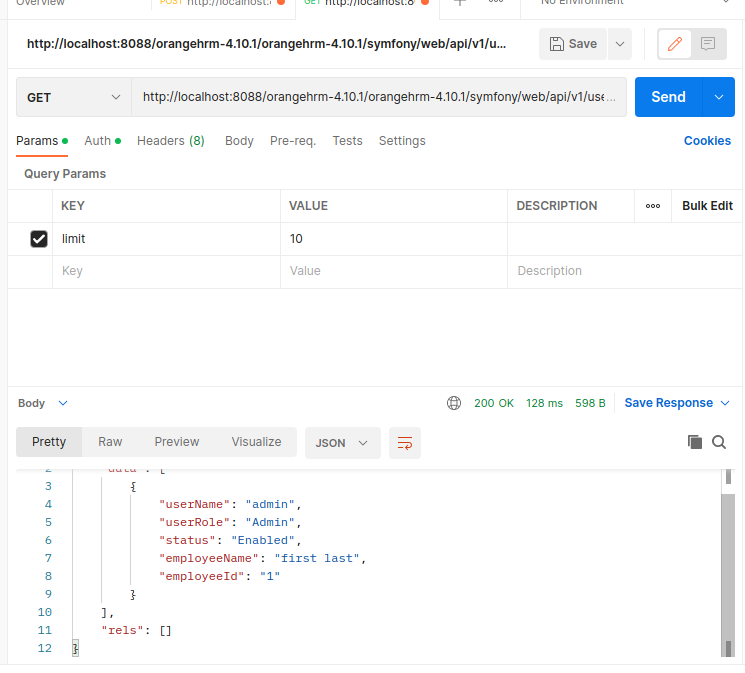 Overview POST http://localhost: GET http://localhost:8 No Environment
http://localhost:8088/orangehrm-4.10.1/orangehrm-4.10.1/symfony/web/api/v1/u... Save
GET http://localhost:8088/orangehrm-4.10.1/orangehrm-4.10.1/symfony/web/api/v1/use... Send
Params Auth Headers (8) Body Pre-req. Tests Settings Cookies
Query Params
KEY VALUE DESCRIPTION Bulk Edit
limit 10
Key Value Description
Body 200 OK 128 ms 598 B Save Response
Pretty Raw Preview Visualize JSON
2 "data": [
3 {
4 "userName": "admin",
5 "userRole": "Admin",
6 "status": "Enabled",
7 "employeeName": "first last",
8 "employeeId": "1"
9 }
10 ],
11 "rels": []
12 }